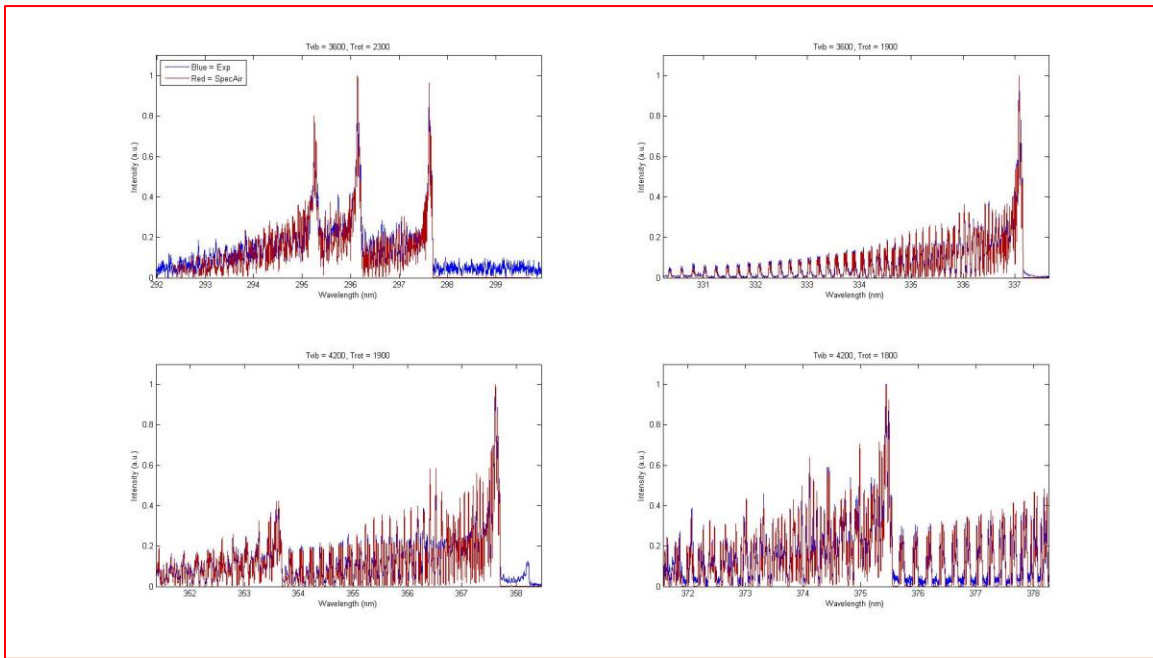 Tvib = 3600, Trot = 2300
Blue = Exp
Red = SpecAir
1
0.8
0.6
0.4
0.2
0
Intensity (a.u.)
292 293 294 295 296 297 298 299
Wavelength (nm)
Tvib = 3600, Trot = 1900
1
0.8
0.6
0.4
0.2
0
Intensity (a.u.)
331 332 333 334 335 336 337
Wavelength (nm)
Tvib = 4200, Trot = 1900
1
0.8
0.6
0.4
0.2
0
Intensity (a.u.)
352 353 354 355 356 357 358
Wavelength (nm)
Tvib = 4200, Trot = 1800
1
0.8
0.6
0.4
0.2
0
Intensity (a.u.)
372 373 374 375 376 377 378
Wavelength (nm)